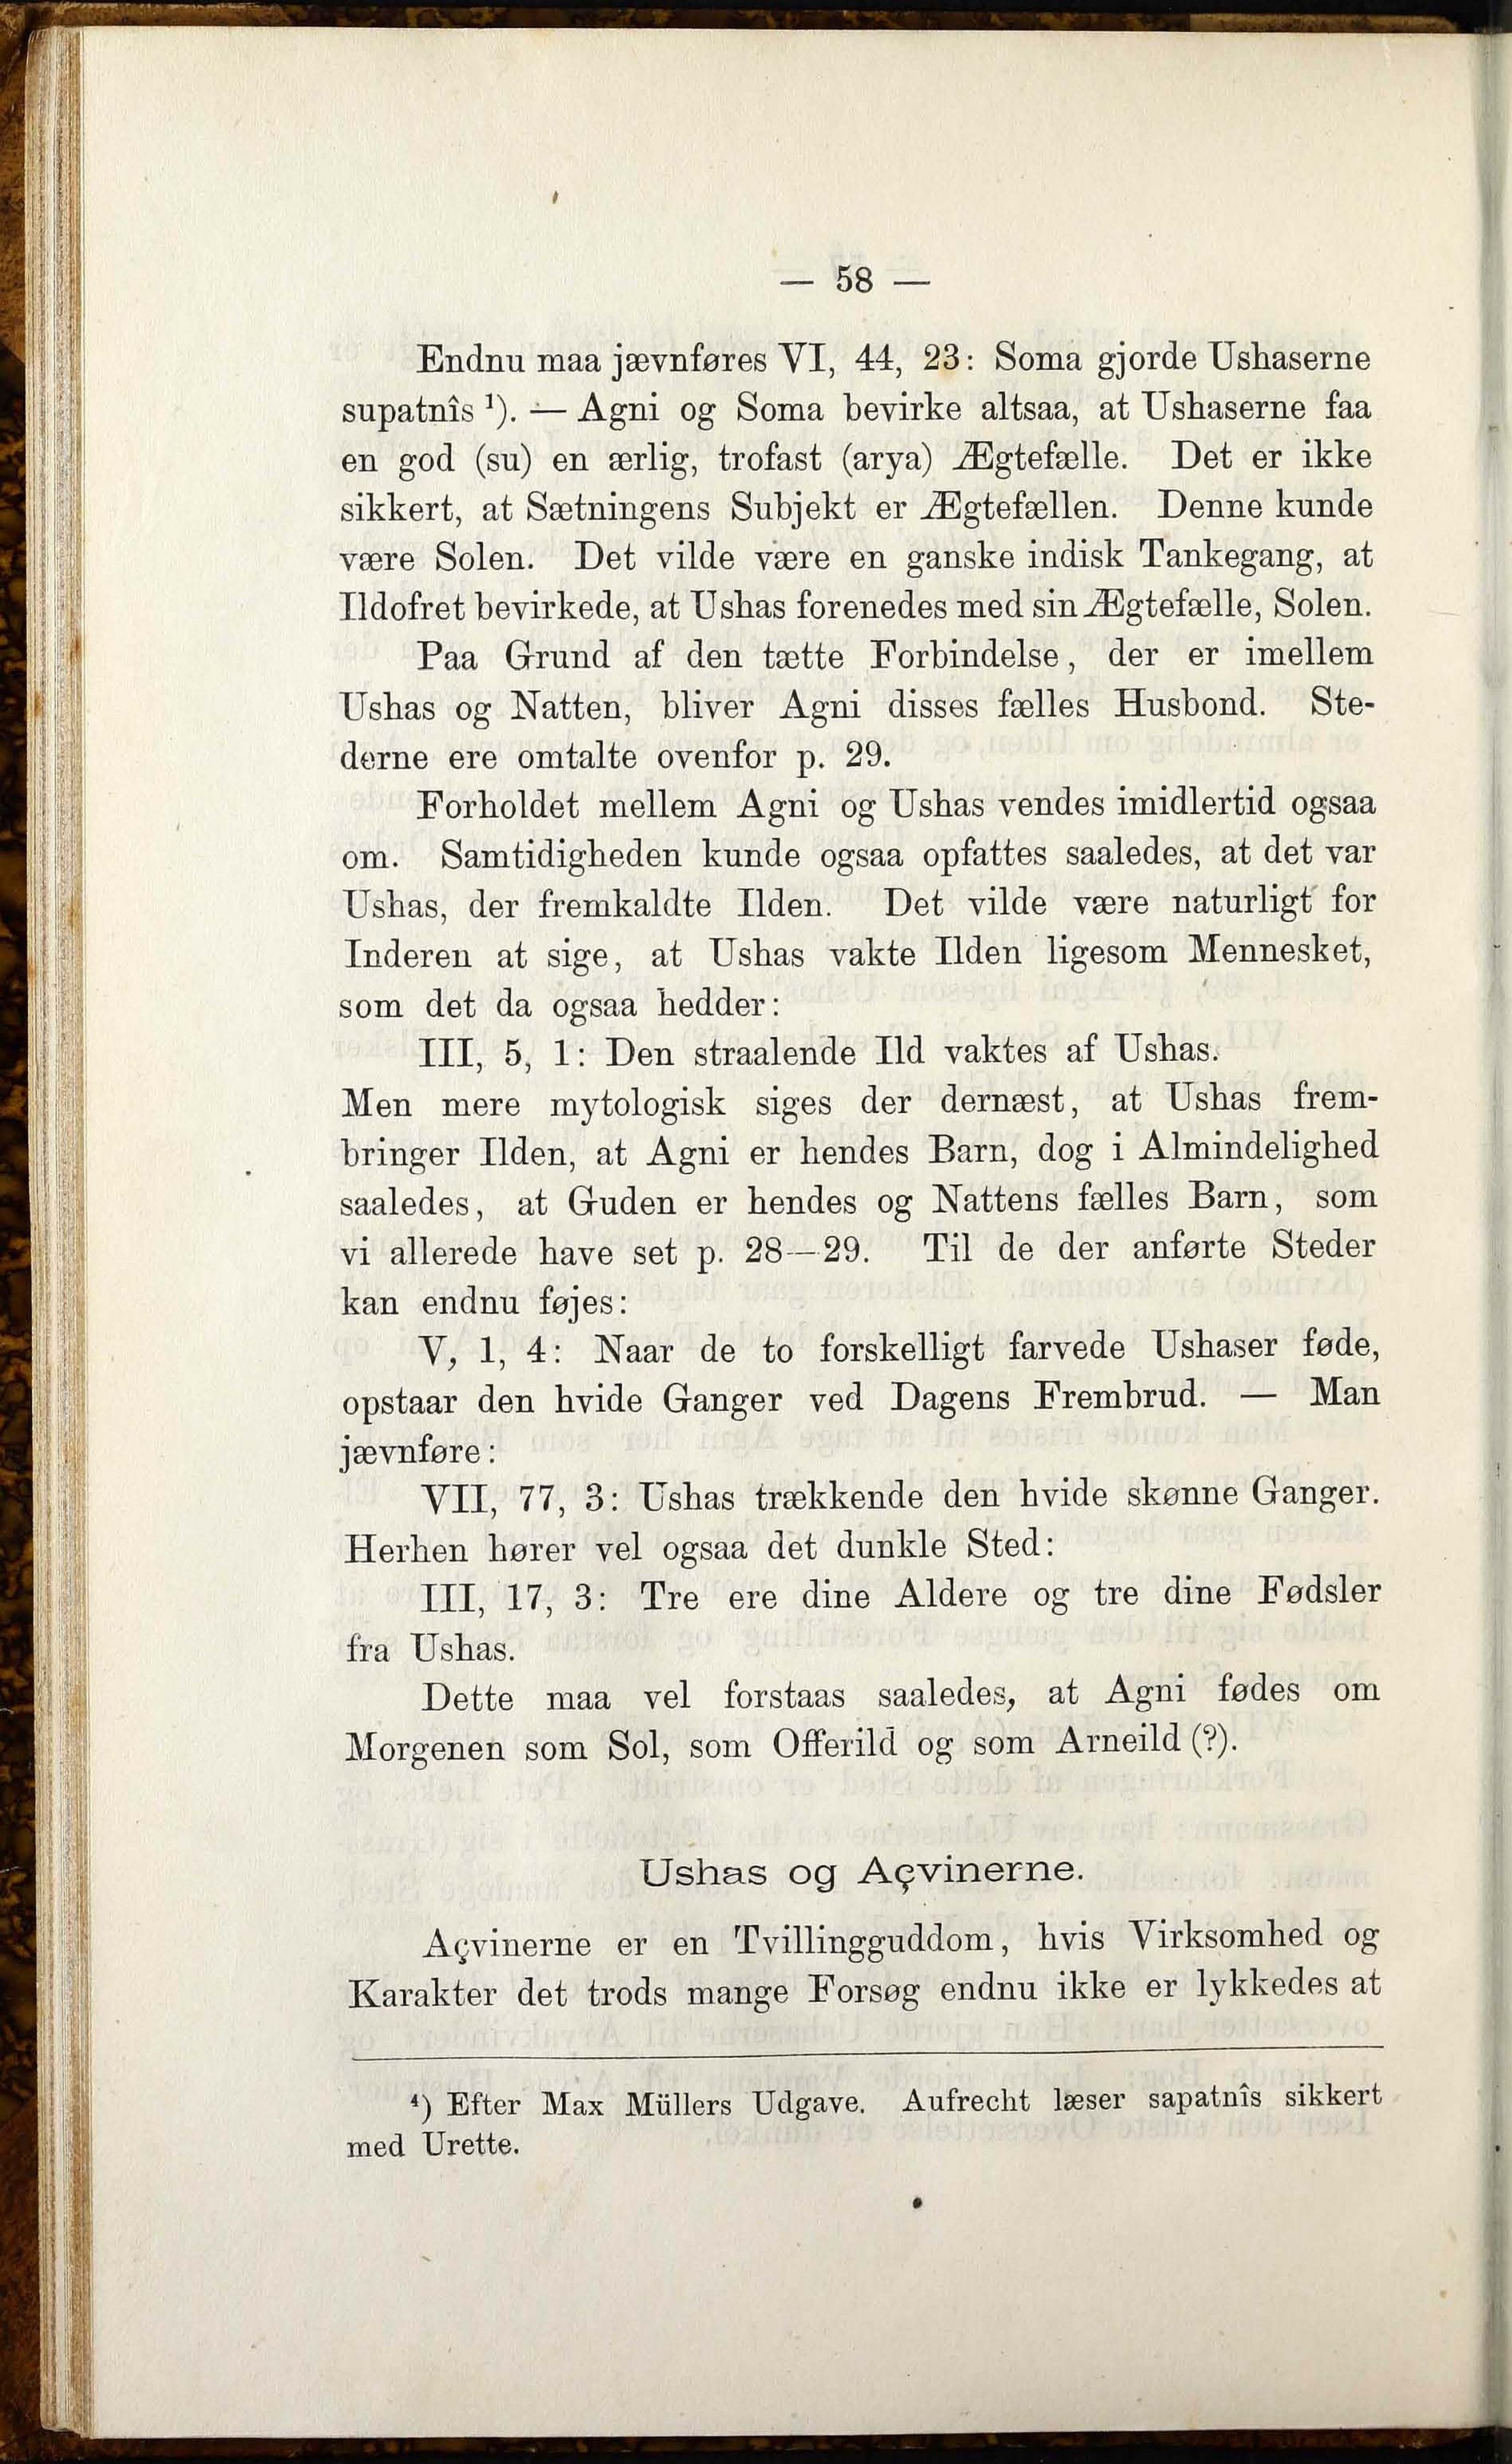 — 58 —
Endnu maa jævnføres VI, 44, 23: Soma gjorde Ushaserne
supatnîs ¹). — Agni og Soma bevirke altsaa, at Ushaserne faa
en god (su) en ærlig, trofast (arya) Ægtefælle. Det er ikke
sikkert, at Sætningens Subjekt er Ægtefællen. Denne kunde
være Solen. Det vilde være en ganske indisk Tankegang, at
Ildofret bevirkede, at Ushas forenedes med sin Ægtefælle, Solen.
Paa Grund af den tætte Forbindelse, der er imellem
Ushas og Natten, bliver Agni disses fælles Husbond. Ste-
derne ere omtalte ovenfor p. 29.
Forholdet mellem Agni og Ushas vendes imidlertid ogsaa
om. Samtidigheden kunde ogsaa opfattes saaledes, at det var
Ushas, der fremkaldte Ilden. Det vilde være naturligt for
Inderen at sige, at Ushas vakte Ilden ligesom Mennesket,
som det da ogsaa hedder:
III, 5, 1: Den straalende Ild vaktes af Ushas.
Men mere mytologisk siges der dernæst, at Ushas frem-
bringer Ilden, at Agni er hendes Barn, dog i Almindelighed
saaledes, at Guden er hendes og Nattens fælles Barn, som
vi allerede have set p. 28—29. Til de der anførte Steder
kan endnu føjes:
V, 1, 4: Naar de to forskelligt farvede Ushaser føde,
opstaar den hvide Ganger ved Dagens Frembrud. — Man
jævnføre:
VII, 77, 3: Ushas trækkende den hvide skønne Ganger.
Herhen hører vel ogsaa det dunkle Sted:
III, 17, 3: Tre ere dine Aldere og tre dine Fødsler
fra Ushas.
Dette maa vel forstaas saaledes, at Agni fødes om
Morgenen som Sol, som Offerild og som Arneild (?).
Ushas og Açvinerne.
Açvinerne er en Tvillingguddom, hvis Virksomhed og
Karakter det trods mange Forsøg endnu ikke er lykkedes at
⁴) Efter Max Müllers Udgave. Aufrecht læser sapatnîs sikkert
med Urette.